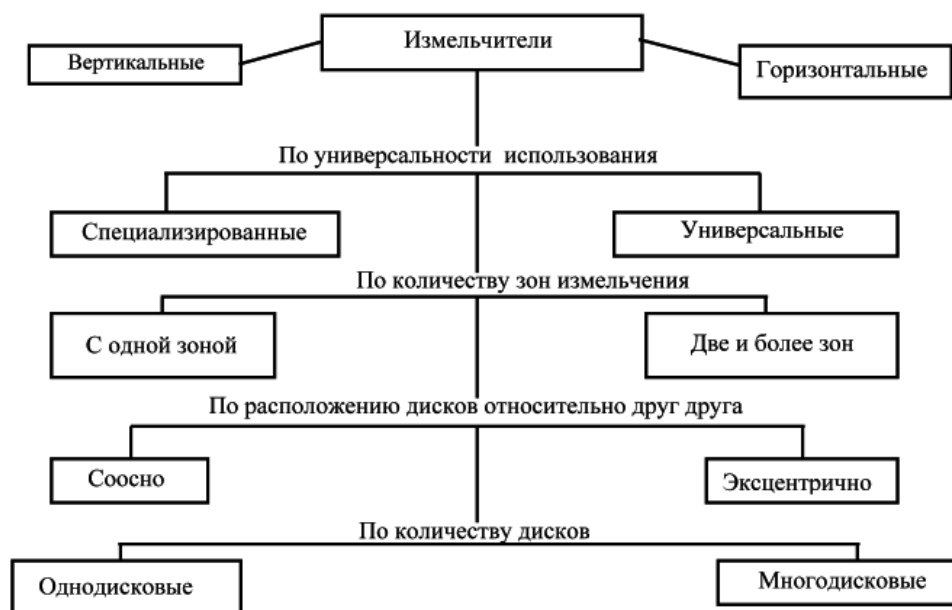 Измельчители
Вертикальные
Горизонтальные
По универсальности использования
Специализированные
Универсальные
По количеству зон измельчения
С одной зоной
Две и более зон
По расположению дисков относительно друг друга
Соосно
Эксцентрично
По количеству дисков
Однодисковые
Многодисковые